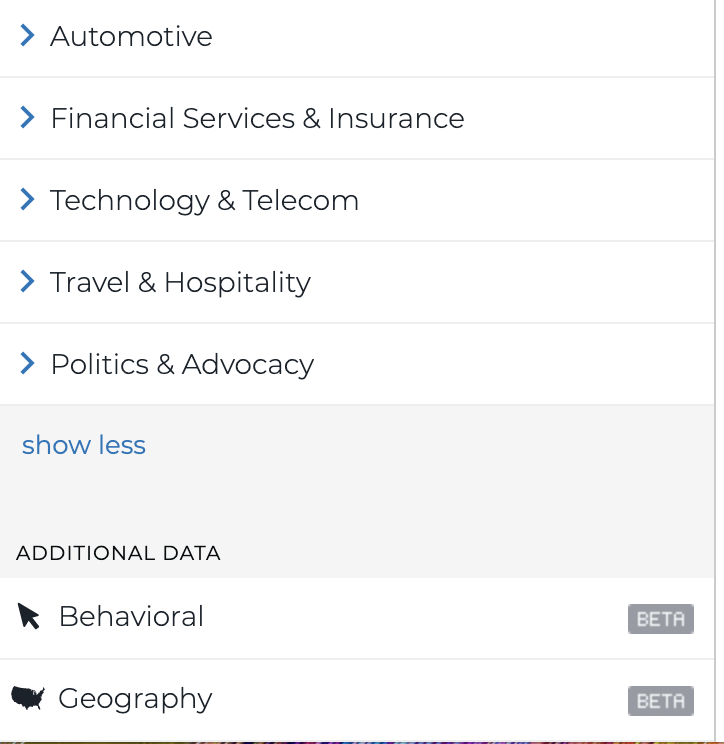 Automotive
Financial Services & Insurance
Technology & Telecom
Travel & Hospitality
Politics & Advocacy
show less
ADDITIONAL DATA
Behavioral BETA
Geography BETA